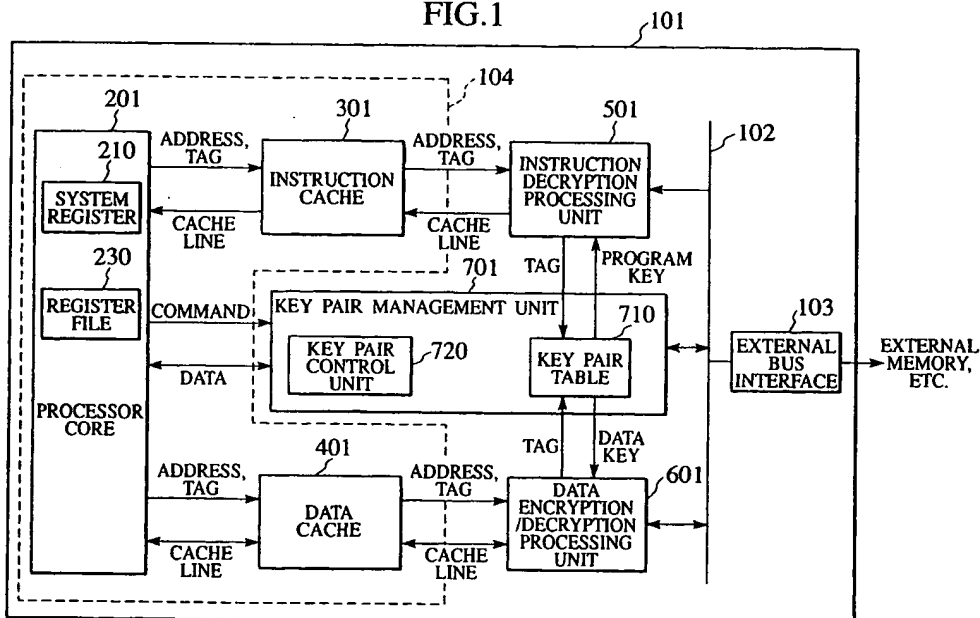 FIG.1
101
104
201
210
SYSTEM
REGISTER
230
REGISTER
FILE
PROCESSOR
CORE
ADDRESS,
TAG
CACHE
LINE
301
INSTRUCTION
CACHE
ADDRESS,
TAG
CACHE
LINE
501
INSTRUCTION
DECRYPTION
PROCESSING
UNIT
102
TAG
PROGRAM
KEY
COMMAND
DATA
701
KEY PAIR MANAGEMENT UNIT
KEY PAIR
CONTROL
UNIT
720
710
KEY PAIR
TABLE
103
EXTERNAL
BUS
INTERFACE
EXTERNAL
MEMORY,
ETC.
TAG
DATA
KEY
ADDRESS,
TAG
CACHE
LINE
401
DATA
CACHE
ADDRESS,
TAG
CACHE
LINE
601
DATA
ENCRYPTION
/DECRYPTION
PROCESSING
UNIT